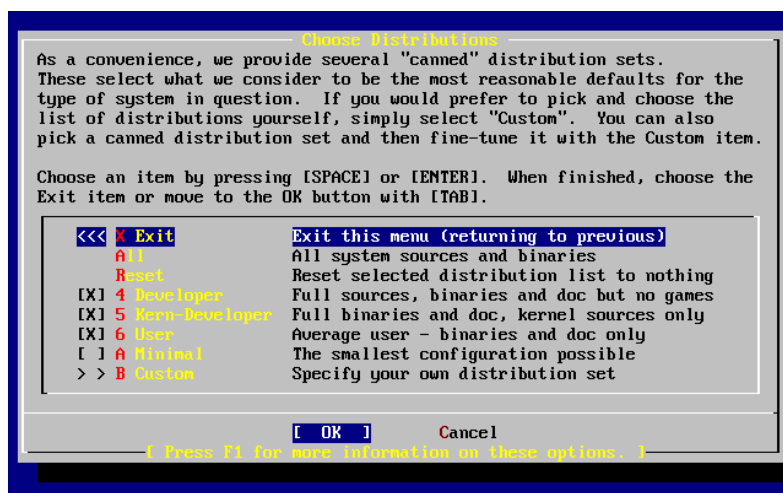 Choose Distributions
As a convenience, we provide several "canned" distribution sets.
These select what we consider to be the most reasonable defaults for the
type of system in question.  If you would prefer to pick and choose the
list of distributions yourself, simply select "Custom".  You can also
pick a canned distribution set and then fine-tune it with the Custom item.
Choose an item by pressing [SPACE] or [ENTER].  When finished, choose the
Exit item or move to the OK button with [TAB].
<<< X Exit Exit this menu (returning to previous)
All All system sources and binaries
Reset Reset selected distribution list to nothing
[X] 4 Developer Full sources, binaries and doc but no games
[X] 5 Kern-Developer Full binaries and doc, kernel sources only
[X] 6 User Average user - binaries and doc only
[ ] A Minimal The smallest configuration possible
> > B Custom Specify your own distribution set
[ OK ] Cancel
[ Press F1 for more information on these options. ]